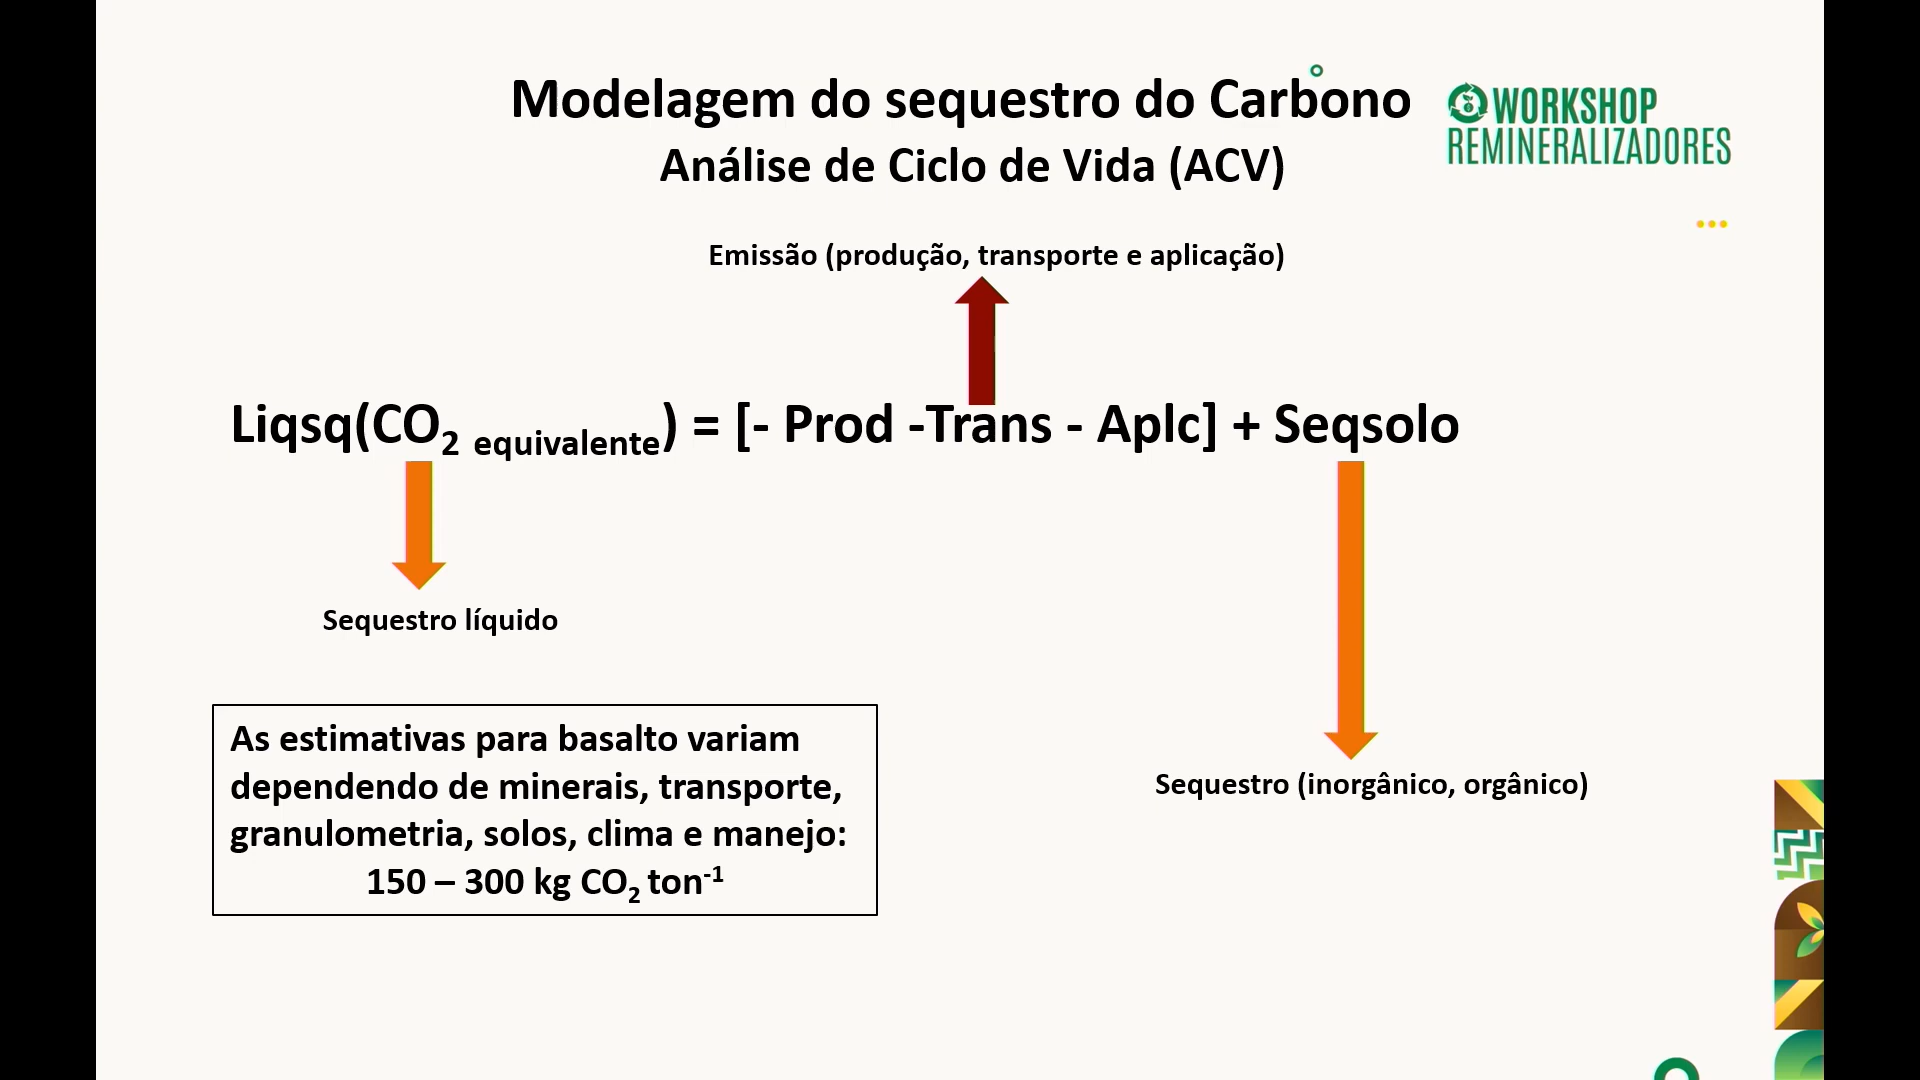 Modelagem do sequestro do Carbono
Análise de Ciclo de Vida (ACV)
WORKSHOP
REMINERALIZADORES
Emissão (produção, transporte e aplicação)
Liqsq(CO₂ equivalente) = [- Prod -Trans - Aplc] + Seqsolo
Sequestro líquido
As estimativas para basalto variam
dependendo de minerais, transporte,
granulometria, solos, clima e manejo:
150 – 300 kg CO₂ ton⁻¹
Sequestro (inorgânico, orgânico)